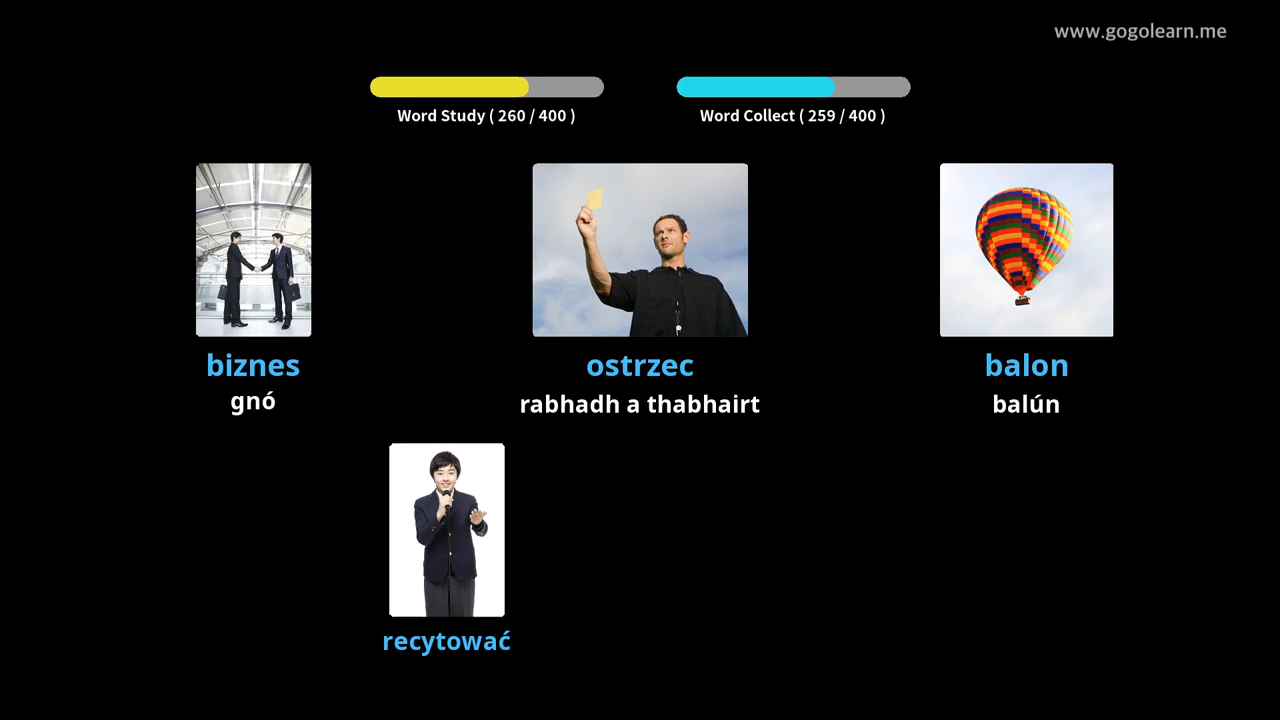 www.gogolearn.me
Word Study ( 260 / 400 )
Word Collect ( 259 / 400 )
biznes
ostrzec
balon
gnó
rabhadh a thabhairt
balún
recytować